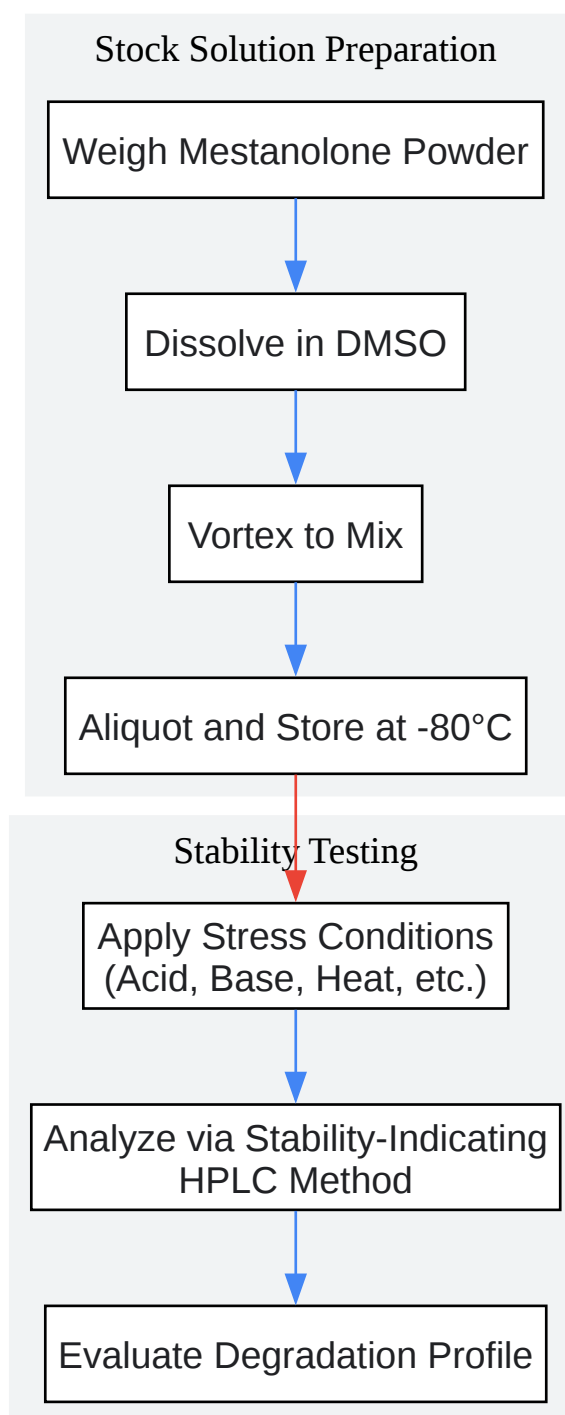 Stock Solution Preparation
Weigh Mestanolone Powder
Dissolve in DMSO
Vortex to Mix
Aliquot and Store at -80°C
Stability Testing
Apply Stress Conditions
(Acid, Base, Heat, etc.)
Analyze via Stability-Indicating
HPLC Method
Evaluate Degradation Profile